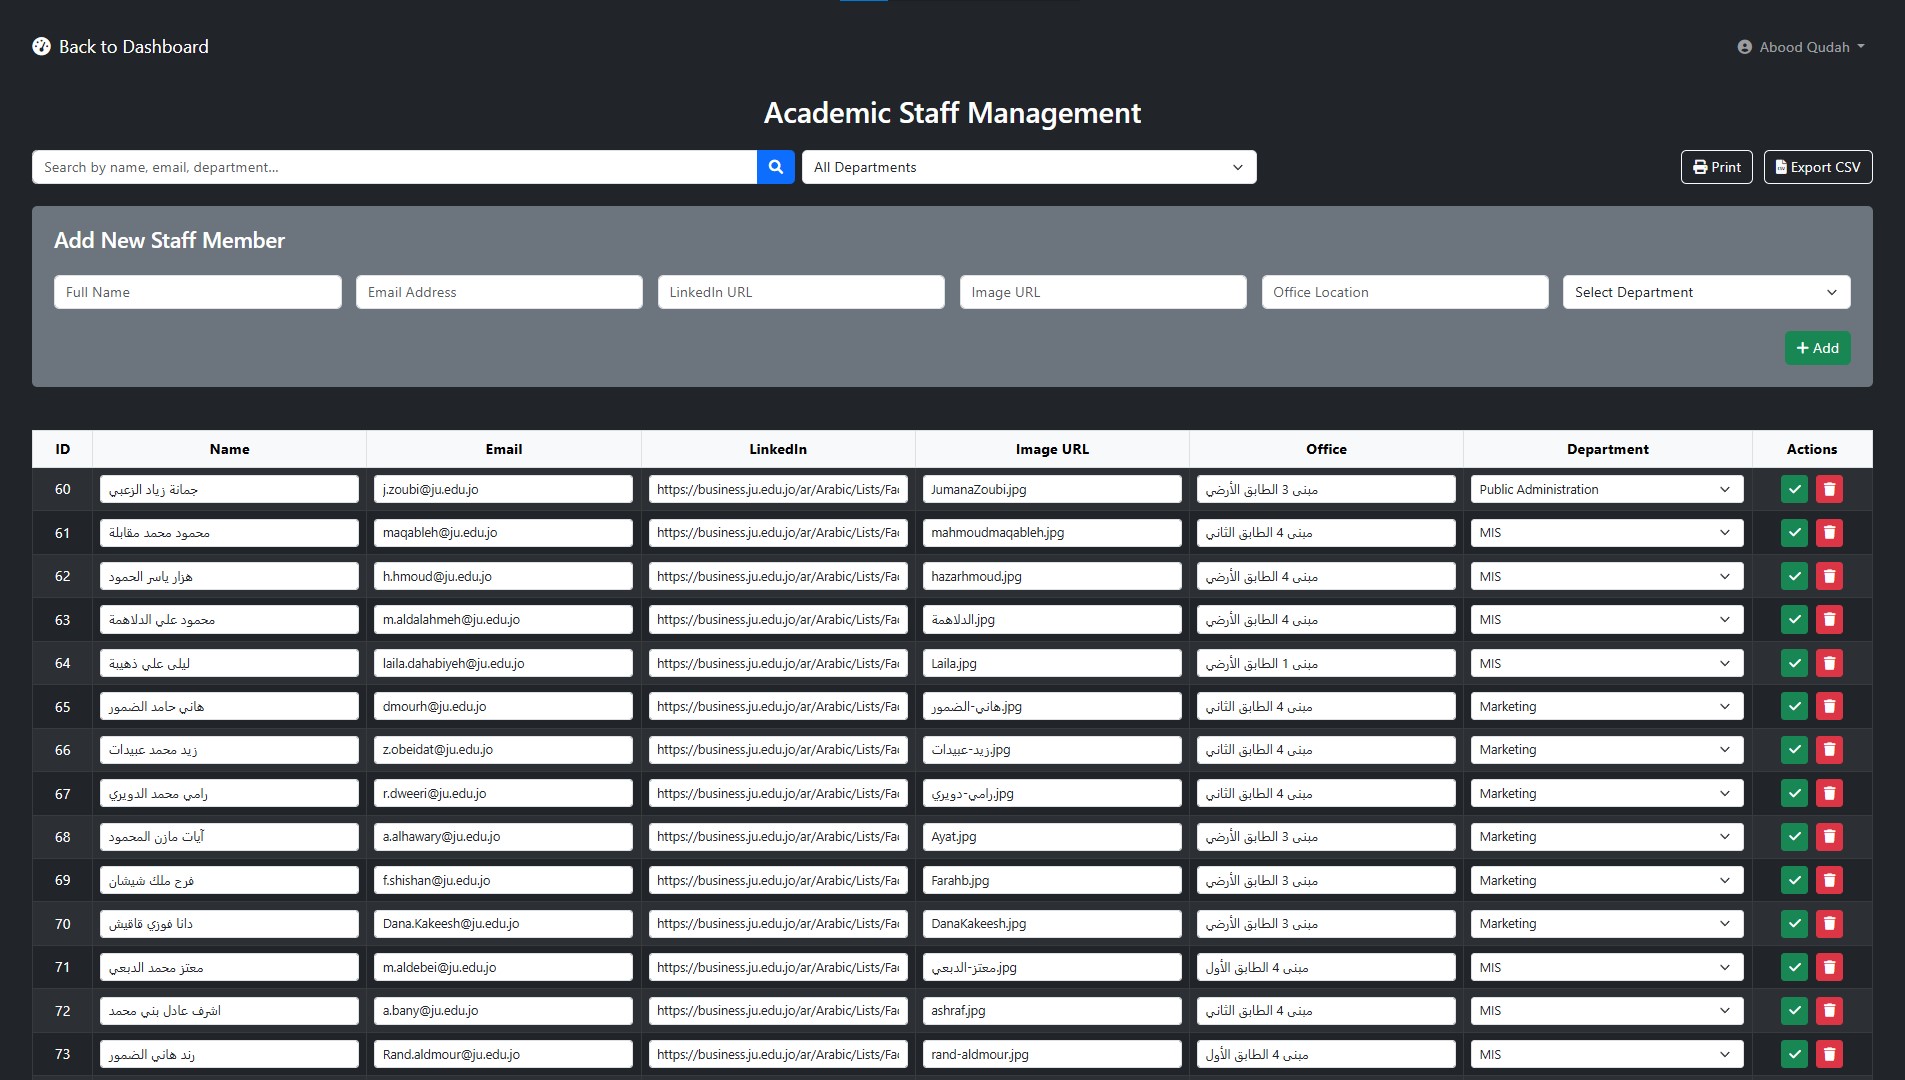 Back to Dashboard
Abood Qudah
Academic Staff Management
Search by name, email, department...
All Departments
Print
Export CSV
Add New Staff Member
Full Name
Email Address
LinkedIn URL
Image URL
Office Location
Select Department
+ Add
ID Name Email LinkedIn Image URL Office Department Actions
60 جمانة زياد الزعبي j.zoubi@ju.edu.jo https://business.ju.edu.jo/ar/Arabic/Lists/Fac JumanaZoubi.jpg مبنى 3 الطابق الأرضي Public Administration
61 محمود محمد مقابلة maqableh@ju.edu.jo https://business.ju.edu.jo/ar/Arabic/Lists/Fac mahmoudmaqableh.jpg مبنى 4 الطابق الثاني MIS
62 هزار ياسر الحمود h.hmoud@ju.edu.jo https://business.ju.edu.jo/ar/Arabic/Lists/Fac hazarhmoud.jpg مبنى 4 الطابق الأرضي MIS
63 محمود علي الدلاهمة m.aldalahmeh@ju.edu.jo https://business.ju.edu.jo/ar/Arabic/Lists/Fac الدلاهمة.jpg مبنى 4 الطابق الأرضي MIS
64 ليلى علي ذهيبة laila.dahabiyeh@ju.edu.jo https://business.ju.edu.jo/ar/Arabic/Lists/Fac Laila.jpg مبنى 1 الطابق الأرضي MIS
65 هاني حامد الضمور dmourh@ju.edu.jo https://business.ju.edu.jo/ar/Arabic/Lists/Fac هاني-الضمور.jpg مبنى 4 الطابق الثاني Marketing
66 زيد محمد عبيدات z.obeidat@ju.edu.jo https://business.ju.edu.jo/ar/Arabic/Lists/Fac زيد-عبيدات.jpg مبنى 4 الطابق الثاني Marketing
67 رامي محمد الدويري r.dweeri@ju.edu.jo https://business.ju.edu.jo/ar/Arabic/Lists/Fac رامي-دويري.jpg مبنى 4 الطابق الثاني Marketing
68 آيات مازن المحمود a.alhawary@ju.edu.jo https://business.ju.edu.jo/ar/Arabic/Lists/Fac Ayat.jpg مبنى 3 الطابق الأرضي Marketing
69 فرح ملك شيشان f.shishan@ju.edu.jo https://business.ju.edu.jo/ar/Arabic/Lists/Fac Farahb.jpg مبنى 3 الطابق الأرضي Marketing
70 دانا فوزي قاقيش Dana.Kakeesh@ju.edu.jo https://business.ju.edu.jo/ar/Arabic/Lists/Fac DanaKakeesh.jpg مبنى 3 الطابق الأرضي Marketing
71 معتز محمد الدبعي m.aldebei@ju.edu.jo https://business.ju.edu.jo/ar/Arabic/Lists/Fac معتز-الدبعي.jpg مبنى 4 الطابق الأول MIS
72 اشرف عادل بني محمد a.bany@ju.edu.jo https://business.ju.edu.jo/ar/Arabic/Lists/Fac ashraf.jpg مبنى 4 الطابق الثاني MIS
73 رند هاني الضمور Rand.aldmour@ju.edu.jo https://business.ju.edu.jo/ar/Arabic/Lists/Fac rand-aldmour.jpg مبنى 4 الطابق الأول MIS